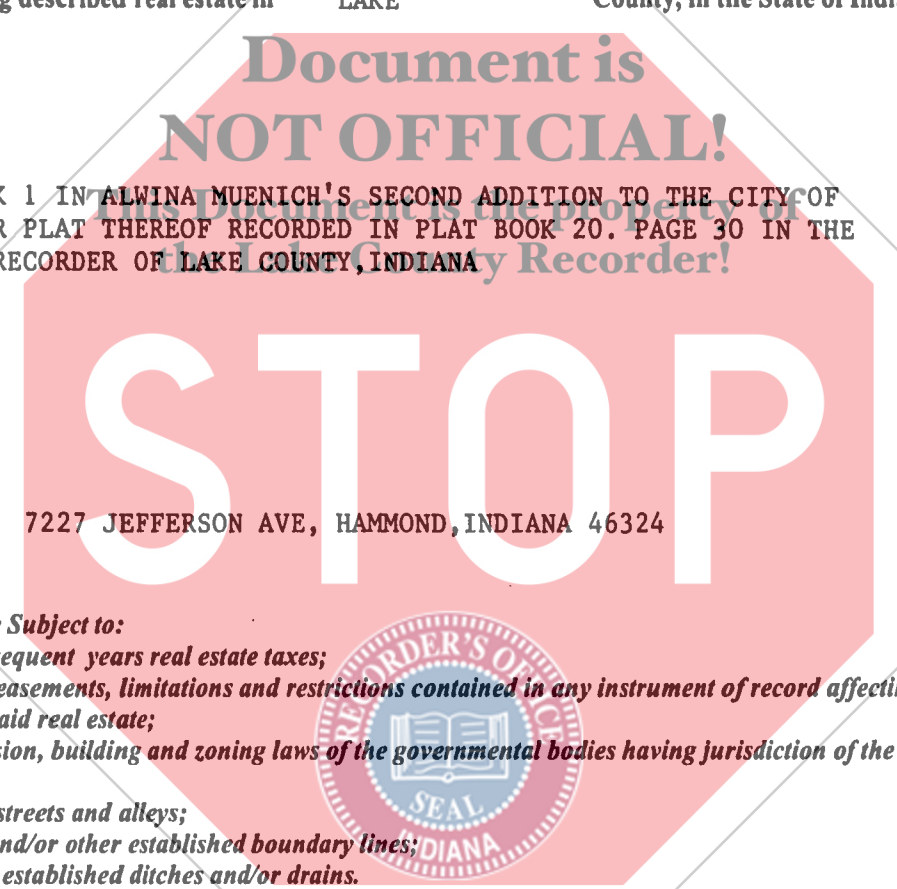 g described real estate in LAKE County, in the State of Indi
Document is
NOT OFFICIAL!
K 1 IN ALWINA MUENICH'S SECOND ADDITION TO THE CITY OF
This Document is the property of
R PLAT THEREOF RECORDED IN PLAT BOOK 20. PAGE 30 IN THE
the Lake County Recorder!
RECORDER OF LAKE COUNTY,INDIANA
STOP
7227 JEFFERSON AVE, HAMMOND,INDIANA 46324
Subject to:
equent years real estate taxes;
easements, limitations and restrictions contained in any instrument of record affecti
aid real estate;
sion, building and zoning laws of the governmental bodies having jurisdiction of the
streets and alleys;
nd/or other established boundary lines;
established ditches and/or drains.
RECORDER'S OFFICE
SEAL
INDIANA